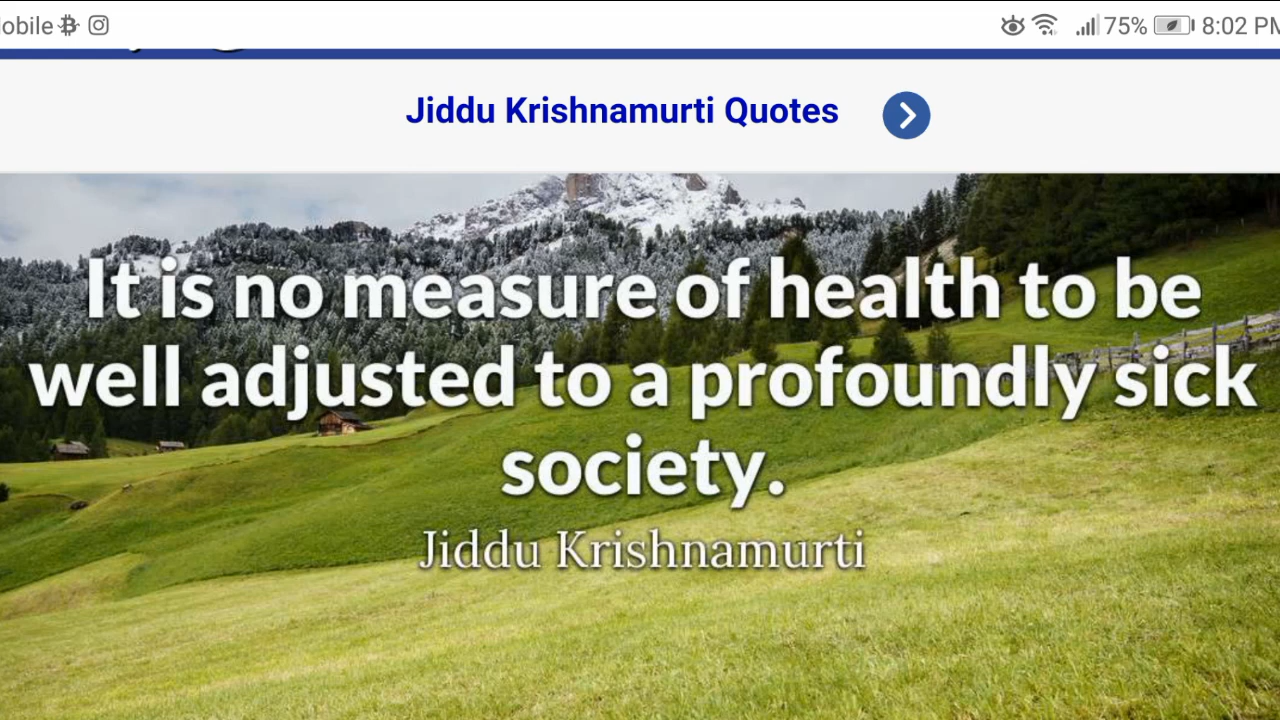 obile 75% 8:02 PM
Jiddu Krishnamurti Quotes
It is no measure of health to be
well adjusted to a profoundly sick
society.
Jiddu Krishnamurti